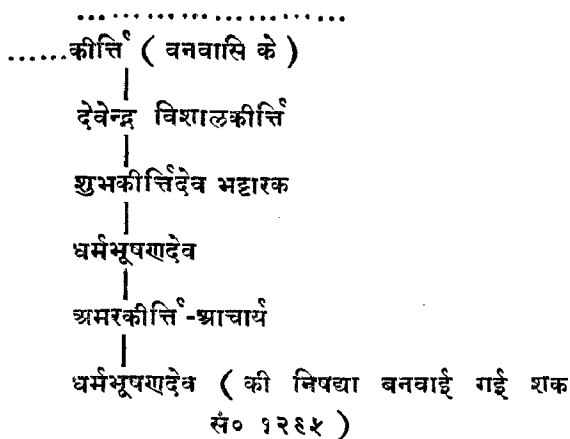 ........................
......कीर्त्ति ( वनवासि के )
देवेन्द्र विशालकीर्त्ति
शुभकीर्त्तिदेव भट्टारक
धर्मभूषणदेव
अमरकीर्त्ति-आचार्य
धर्मभूषणदेव ( की निषद्या बनवाई गई शक
सं० १२९५ )